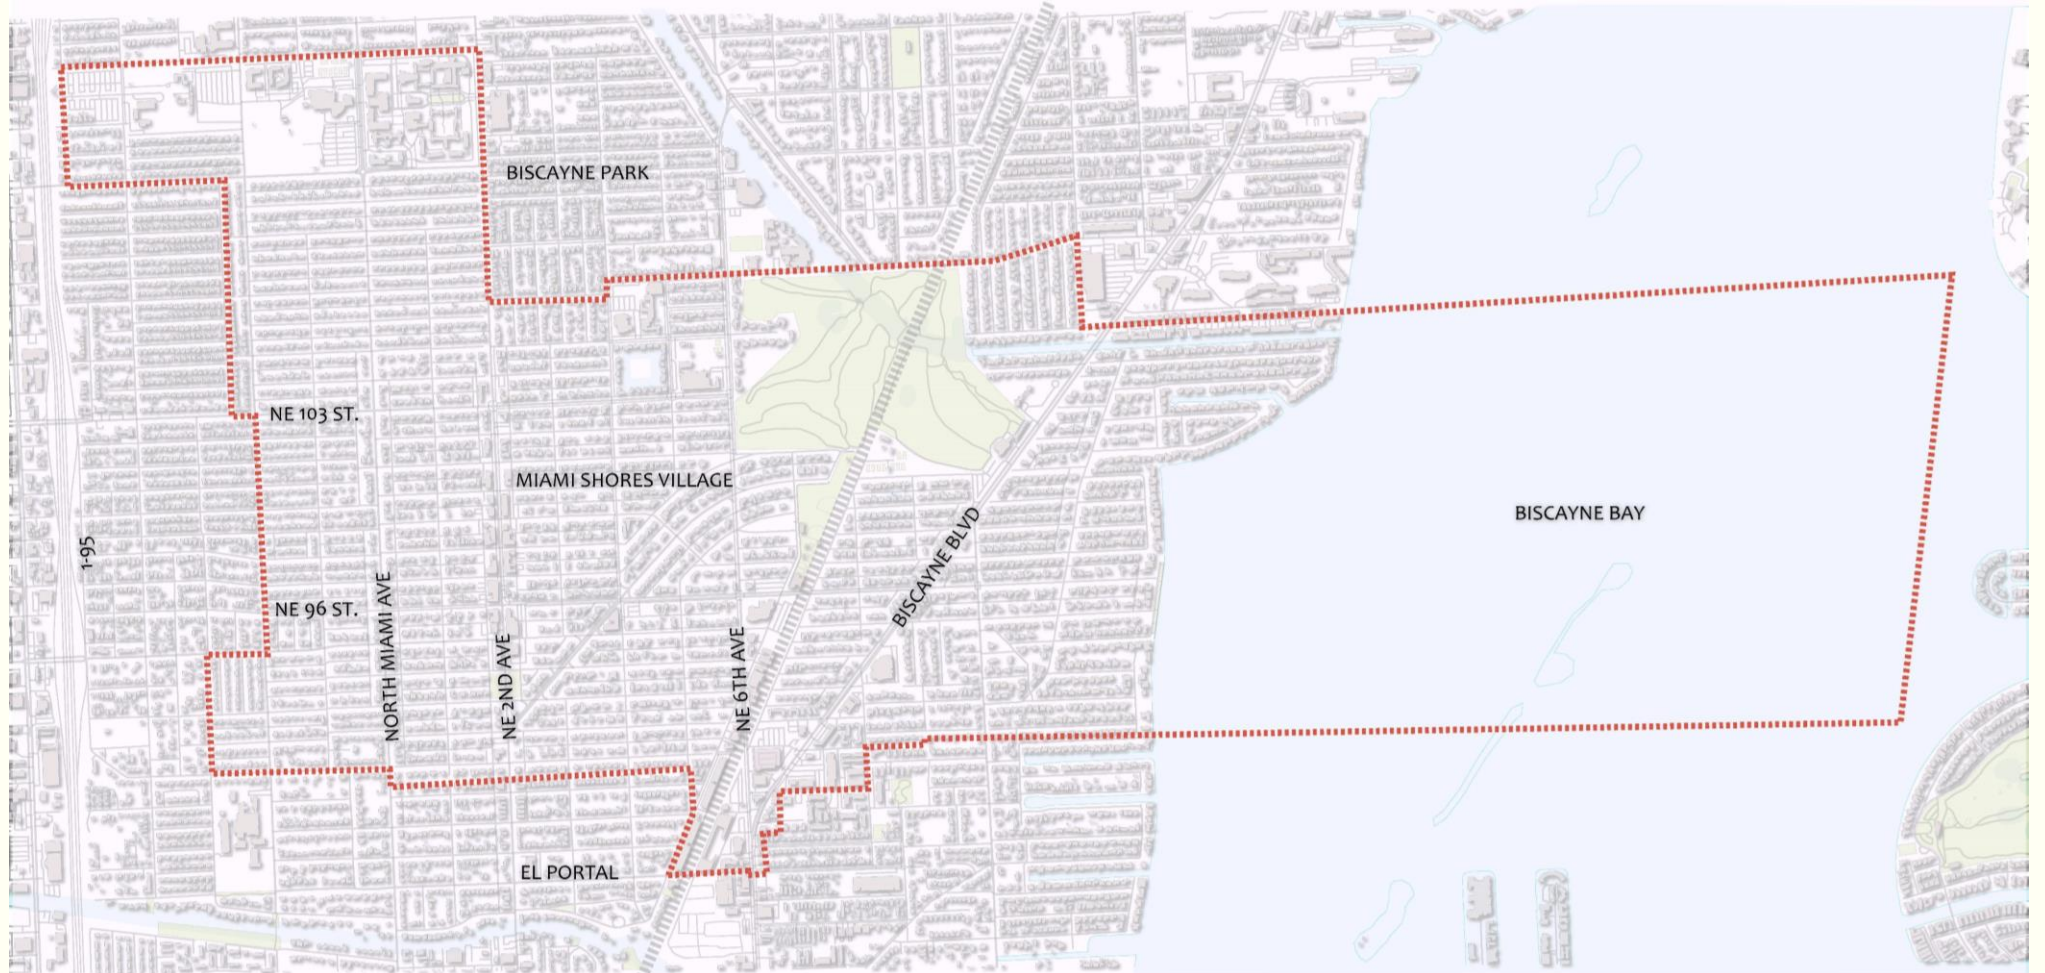 BISCAYNE PARK
NE 103 ST.
MIAMI SHORES VILLAGE
BISCAYNE BAY
1-95
BISCAYNE BLVD
NE 96 ST.
NORTH MIAMI AVE
NE 2ND AVE
NE 6TH AVE
EL PORTAL